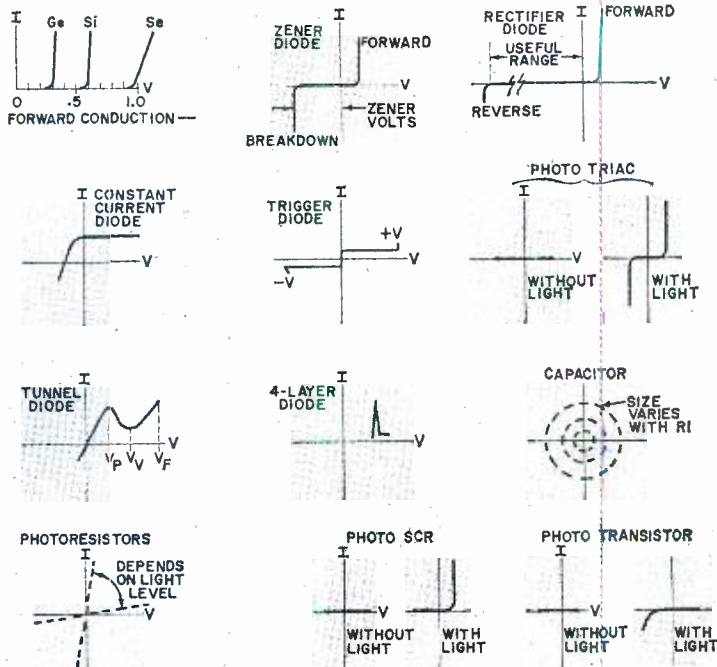 I
Ge Si Se
0 .5 1.0 V
FORWARD CONDUCTION —
ZENER
DIODE
I
FORWARD
V
ZENER
VOLTS
BREAKDOWN
RECTIFIER
DIODE
I
FORWARD
USEFUL
RANGE
V
REVERSE
I
CONSTANT
CURRENT
DIODE
V
TRIGGER
DIODE
I
+V
V
-V
PHOTO TRIAC
I
V
WITHOUT
LIGHT
WITH
LIGHT
TUNNEL
DIODE
I
V
VP VV VF
4-LAYER
DIODE
I
V
CAPACITOR
SIZE
VARIES
WITH RI
PHOTORESISTORS
I
DEPENDS
ON LIGHT
LEVEL
V
PHOTO SCR
I
V
WITHOUT
LIGHT
WITH
LIGHT
PHOTO TRANSISTOR
I
V
WITHOUT
LIGHT
WITH
LIGHT